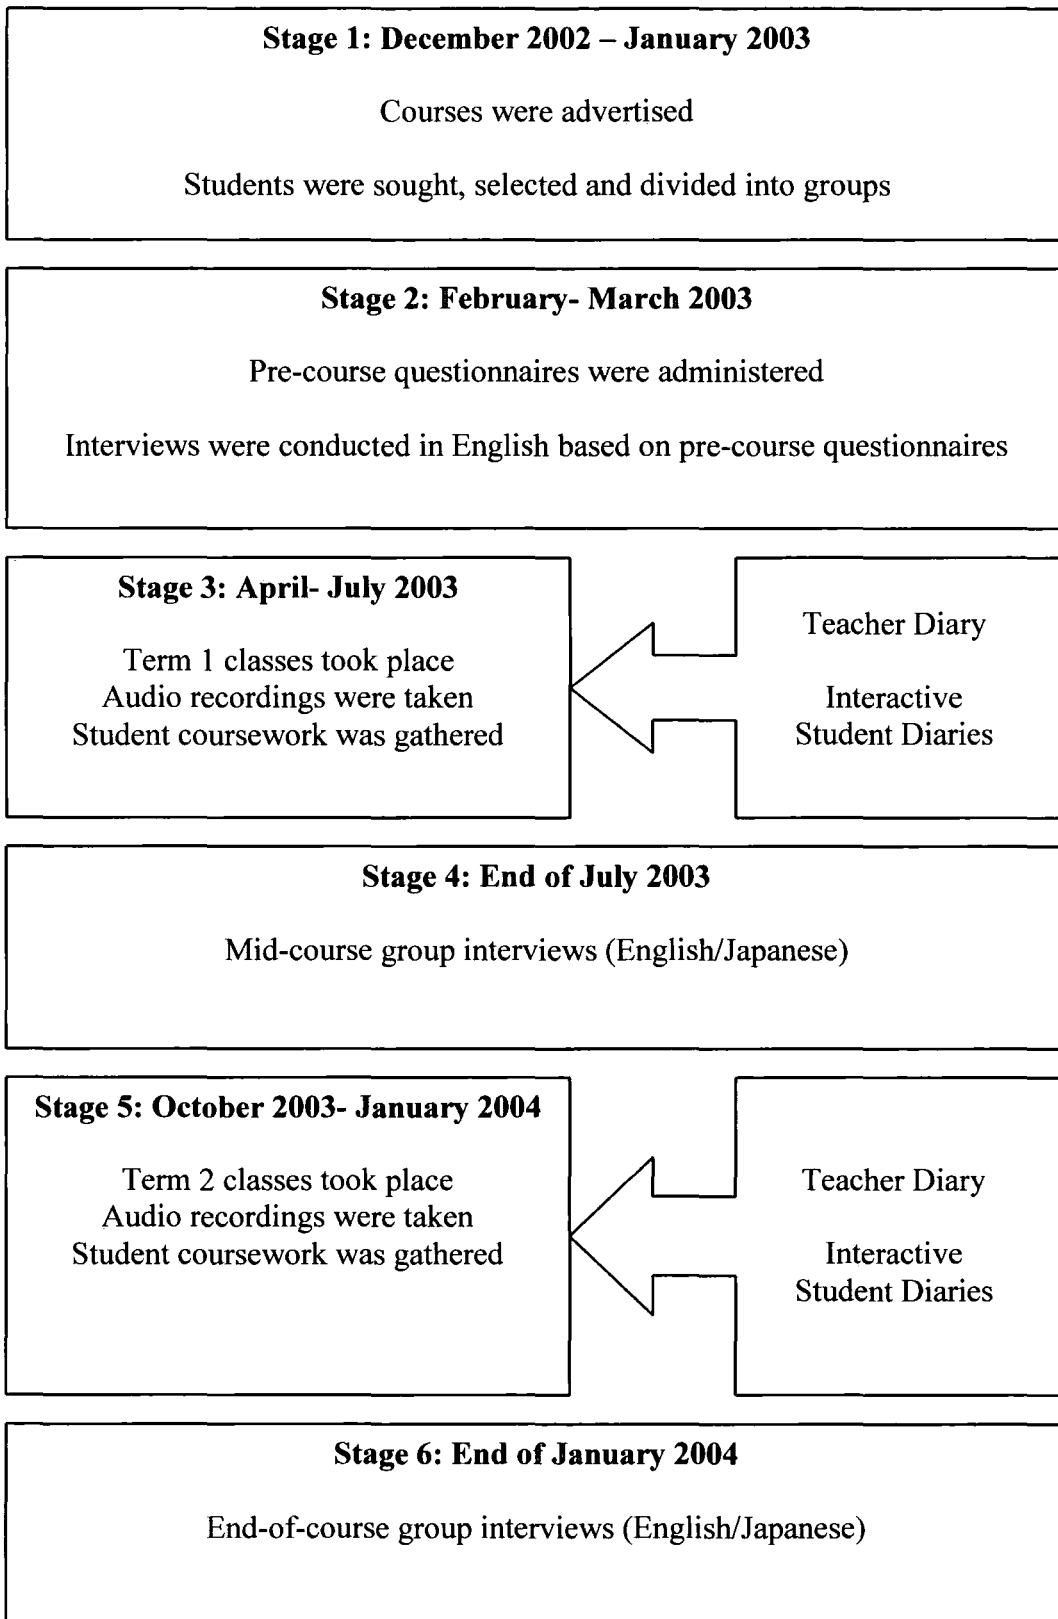 Stage 1: December 2002 – January 2003
Courses were advertised
Students were sought, selected and divided into groups
Stage 2: February- March 2003
Pre-course questionnaires were administered
Interviews were conducted in English based on pre-course questionnaires
Stage 3: April- July 2003
Term 1 classes took place
Audio recordings were taken
Student coursework was gathered
Teacher Diary
Interactive
Student Diaries
Stage 4: End of July 2003
Mid-course group interviews (English/Japanese)
Stage 5: October 2003- January 2004
Term 2 classes took place
Audio recordings were taken
Student coursework was gathered
Teacher Diary
Interactive
Student Diaries
Stage 6: End of January 2004
End-of-course group interviews (English/Japanese)